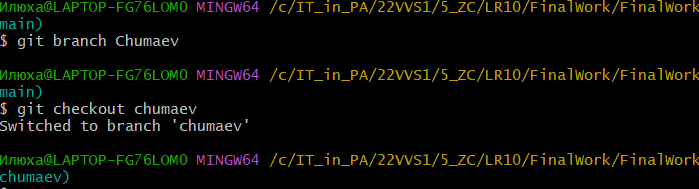 Илюха@LAPTOP-FG76LOMO MINGW64 /c/IT_in_PA/22VVS1/5_ZC/LR10/FinalWork/FinalWork
main)
$ git branch Chumaev
Илюха@LAPTOP-FG76LOMO MINGW64 /c/IT_in_PA/22VVS1/5_ZC/LR10/FinalWork/FinalWork
main)
$ git checkout chumaev
Switched to branch 'chumaev'
Илюха@LAPTOP-FG76LOMO MINGW64 /c/IT_in_PA/22VVS1/5_ZC/LR10/FinalWork/FinalWork
chumaev)